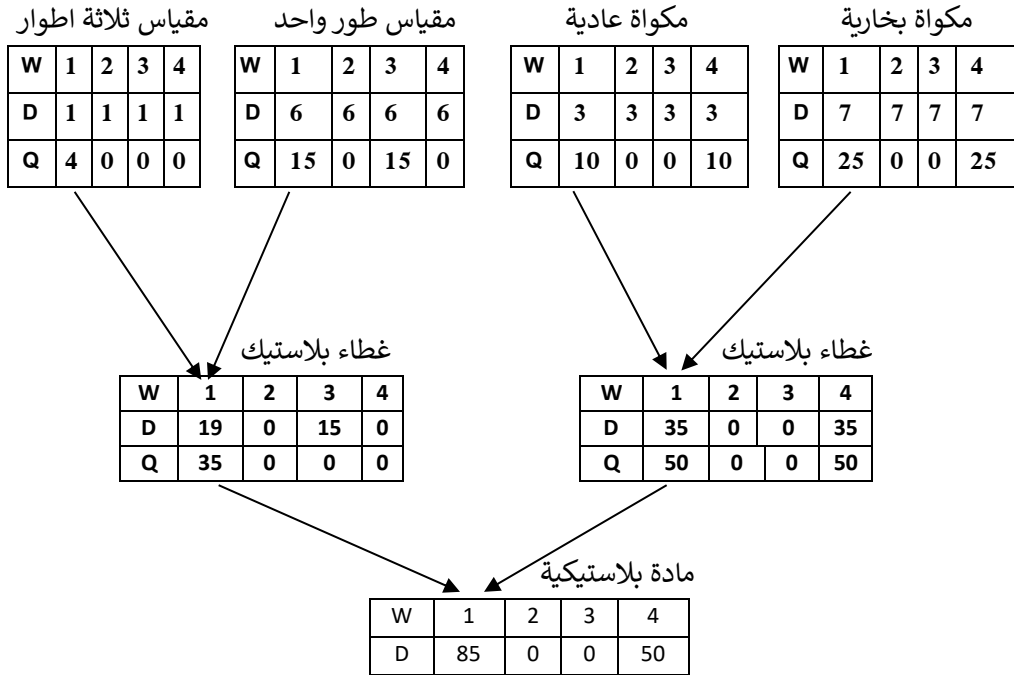 مقياس ثلاثة اطوار
W 1 2 3 4
D 1 1 1 1
Q 4 0 0 0
مقياس طور واحد
W 1 2 3 4
D 6 6 6 6
Q 15 0 15 0
مكواة عادية
W 1 2 3 4
D 3 3 3 3
Q 10 0 0 10
مكواة بخارية
W 1 2 3 4
D 7 7 7 7
Q 25 0 0 25
غطاء بلاستيك
W 1 2 3 4
D 19 0 15 0
Q 35 0 0 0
غطاء بلاستيك
W 1 2 3 4
D 35 0 0 35
Q 50 0 0 50
مادة بلاستيكية
W 1 2 3 4
D 85 0 0 50